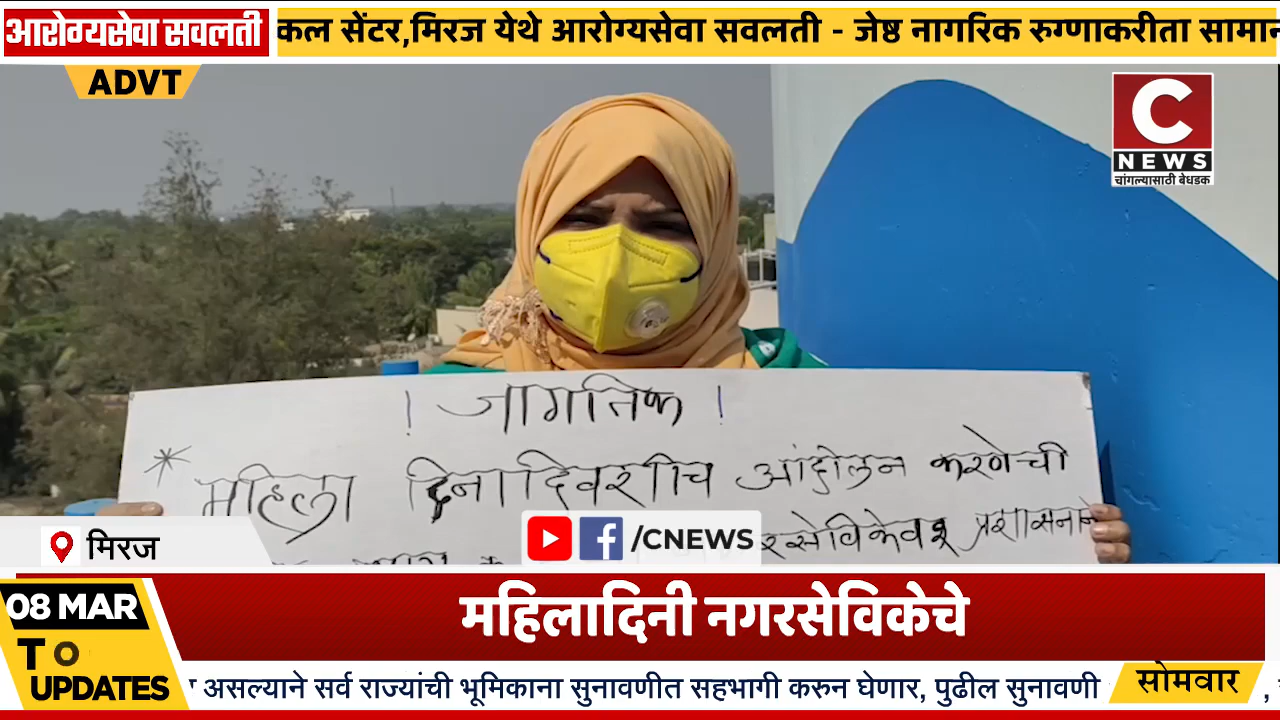 आरोग्यसेवा सवलती
कल सेंटर,मिरज येथे आरोग्यसेवा सवलती - जेष्ठ नागरिक रुग्णाकरीता सामान
ADVT
C
NEWS
चांगल्यासाठी बेधडक
! जागतिक !
* महिला दिनादिवशीच आंदोलन करणेची
रसेविकेवर प्रशासनाने
मिरज
/CNEWS
08 MAR
महिलादिनी नगरसेविकेचे
TO
UPDATES
असल्याने सर्व राज्यांची भूमिकाना सुनावणीत सहभागी करुन घेणार, पुढील सुनावणी
सोमवार